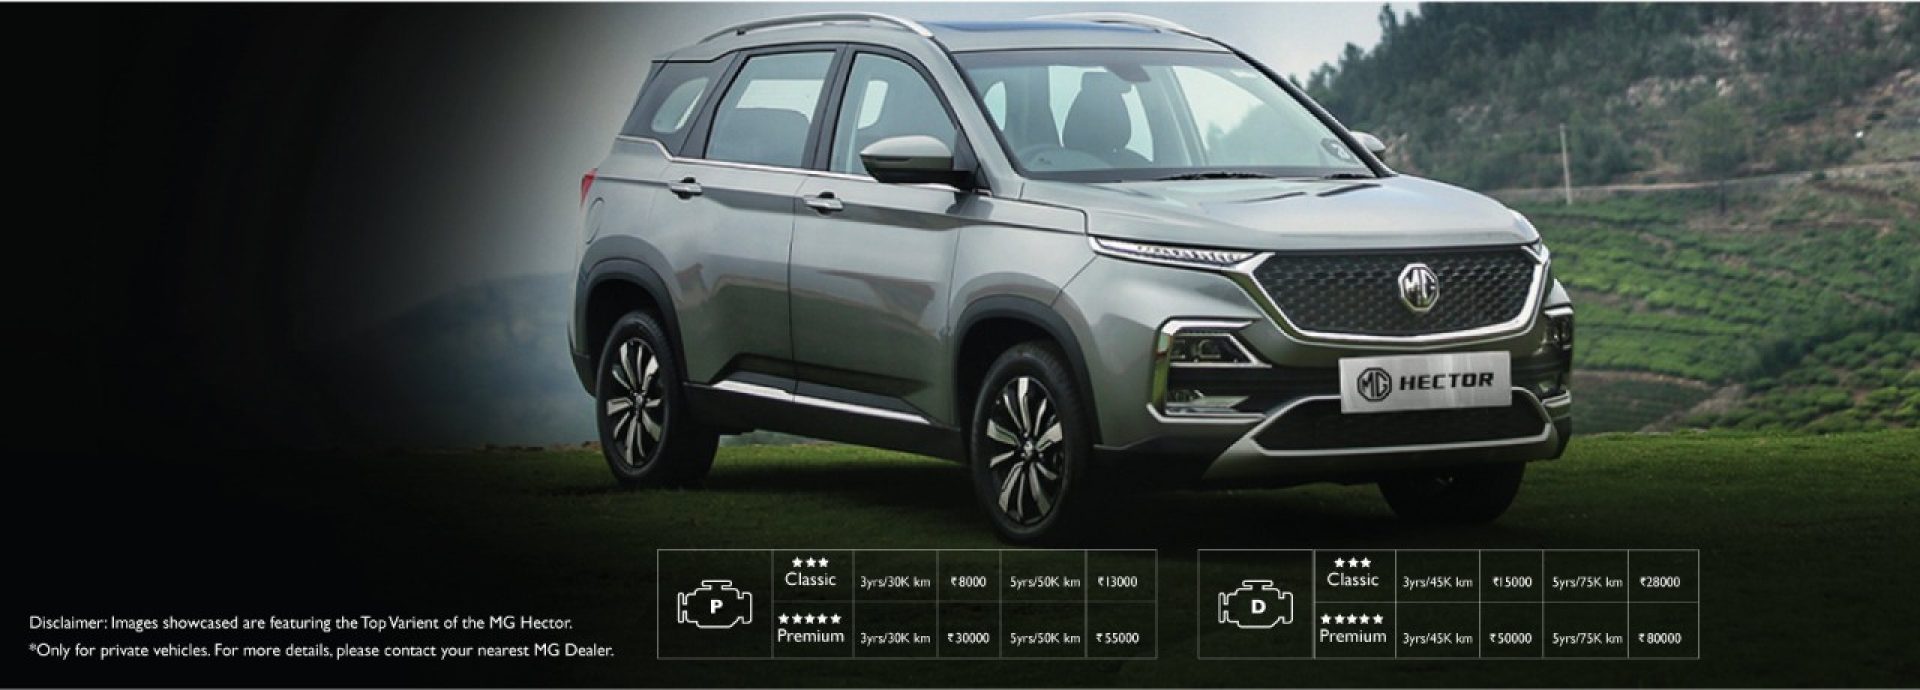 MG
MG HECTOR
P
★★★
Classic 3yrs/30K km ₹8000 5yrs/50K km ₹13000
★★★★★
Premium 3yrs/30K km ₹30000 5yrs/50K km ₹55000
D
★★★
Classic 3yrs/45K km ₹15000 5yrs/75K km ₹28000
★★★★★
Premium 3yrs/45K km ₹50000 5yrs/75K km ₹80000
Disclaimer: Images showcased are featuring the Top Varient of the MG Hector.
*Only for private vehicles. For more details, please contact your nearest MG Dealer.